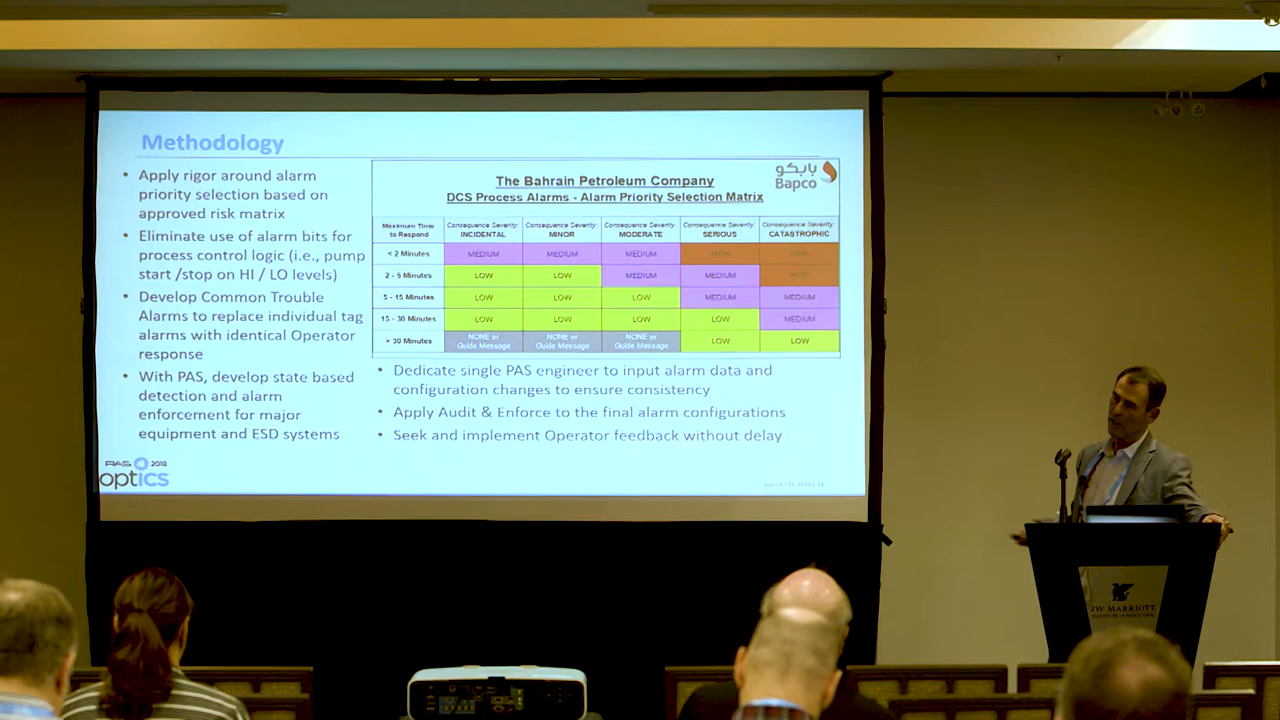 Methodology
• Apply rigor around alarm
priority selection based on
approved risk matrix
• Eliminate use of alarm bits for
process control logic (i.e., pump
start /stop on HI / LO levels)
• Develop Common Trouble
Alarms to replace individual tag
alarms with identical Operator
response
• With PAS, develop state based
detection and alarm
enforcement for major
equipment and ESD systems
بابكو
Bapco
The Bahrain Petroleum Company
DCS Process Alarms - Alarm Priority Selection Matrix
Maximum Time to Respond Consequence Severity: INCIDENTAL Consequence Severity: MINOR Consequence Severity: MODERATE Consequence Severity: SERIOUS Consequence Severity: CATASTROPHIC
< 2 Minutes MEDIUM MEDIUM MEDIUM HIGH HIGH
2 - 5 Minutes LOW LOW MEDIUM MEDIUM HIGH
5 - 15 Minutes LOW LOW LOW MEDIUM MEDIUM
15 - 30 Minutes LOW LOW LOW LOW MEDIUM
> 30 Minutes NONE or Guide Message NONE or Guide Message NONE or Guide Message LOW LOW
• Dedicate single PAS engineer to input alarm data and
configuration changes to ensure consistency
• Apply Audit & Enforce to the final alarm configurations
• Seek and implement Operator feedback without delay
PAS 2018
optICS
JW MARRIOTT